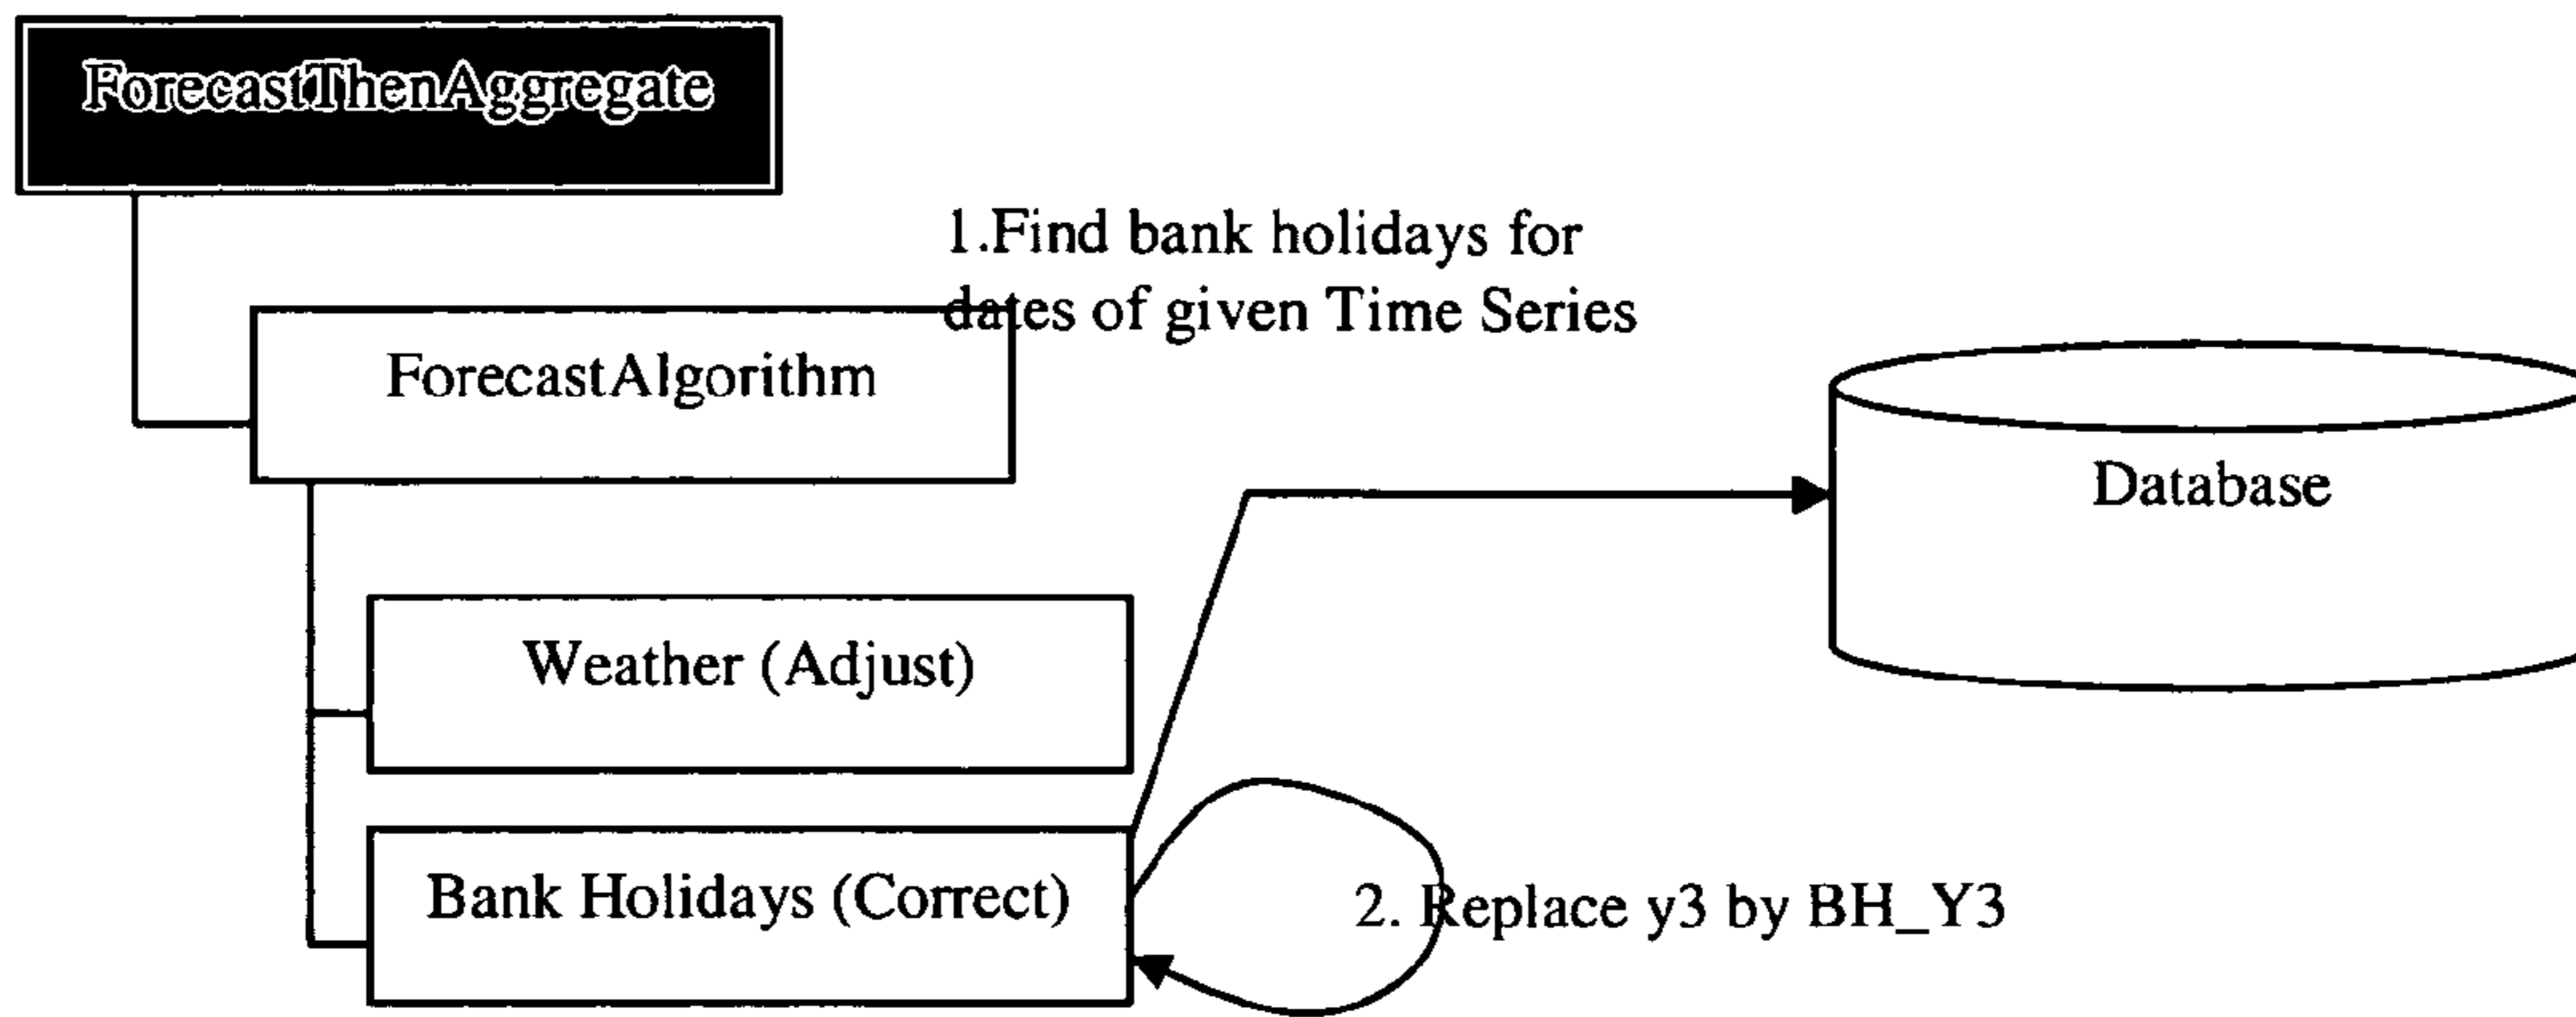 ForecastThenAggregate
1.Find bank holidays for
dates of given Time Series
ForecastAlgorithm
Database
Weather (Adjust)
Bank Holidays (Correct)
2. Replace y3 by BH_Y3